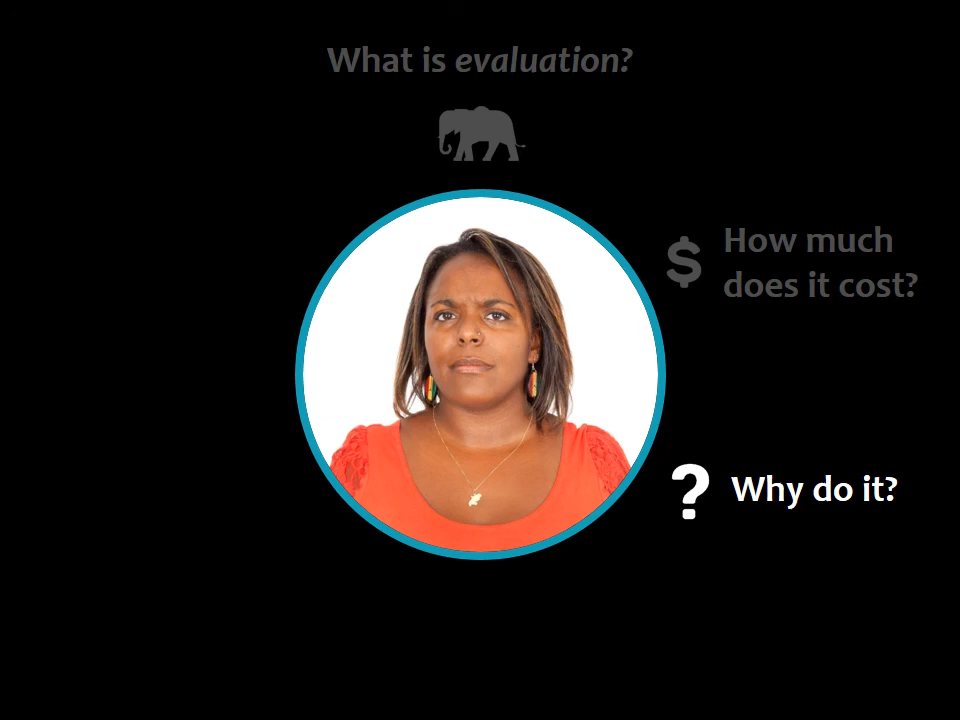 What is evaluation?
$
How much
does it cost?
? Why do it?